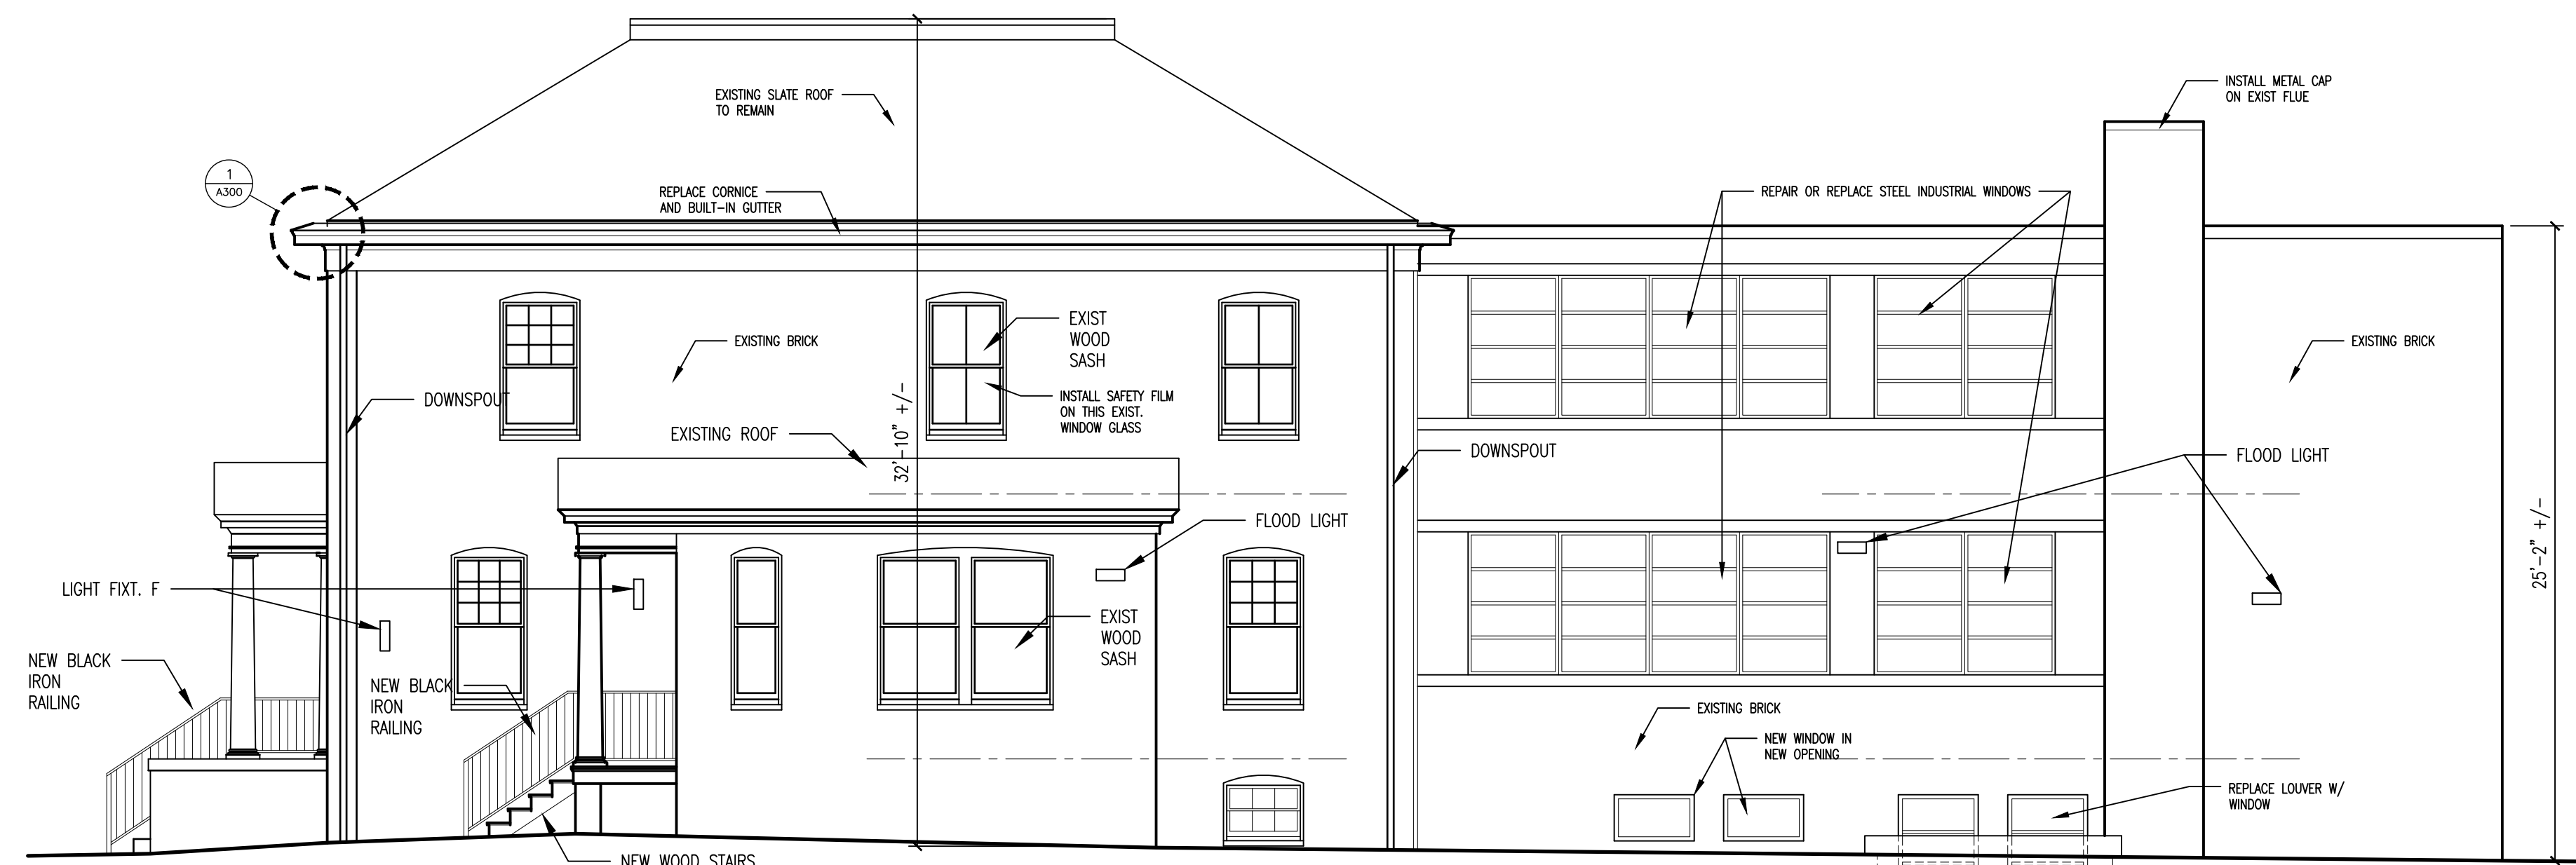 INSTALL METAL CAP
ON EXIST FLUE
EXISTING SLATE ROOF
TO REMAIN
1
A300
REPLACE CORNICE
AND BUILT-IN GUTTER
REPAIR OR REPLACE STEEL INDUSTRIAL WINDOWS
EXIST
WOOD
SASH
EXISTING BRICK
EXISTING BRICK
DOWNSPOUT
INSTALL SAFETY FILM
ON THIS EXIST.
WINDOW GLASS
32'-10" +/-
EXISTING ROOF
DOWNSPOUT
FLOOD LIGHT
FLOOD LIGHT
25'-2" +/-
LIGHT FIXT. F
EXIST
WOOD
SASH
NEW BLACK
IRON
RAILING
NEW BLACK
IRON
RAILING
EXISTING BRICK
NEW WINDOW IN
NEW OPENING
REPLACE LOUVER W/
WINDOW
NEW WOOD STAIRS